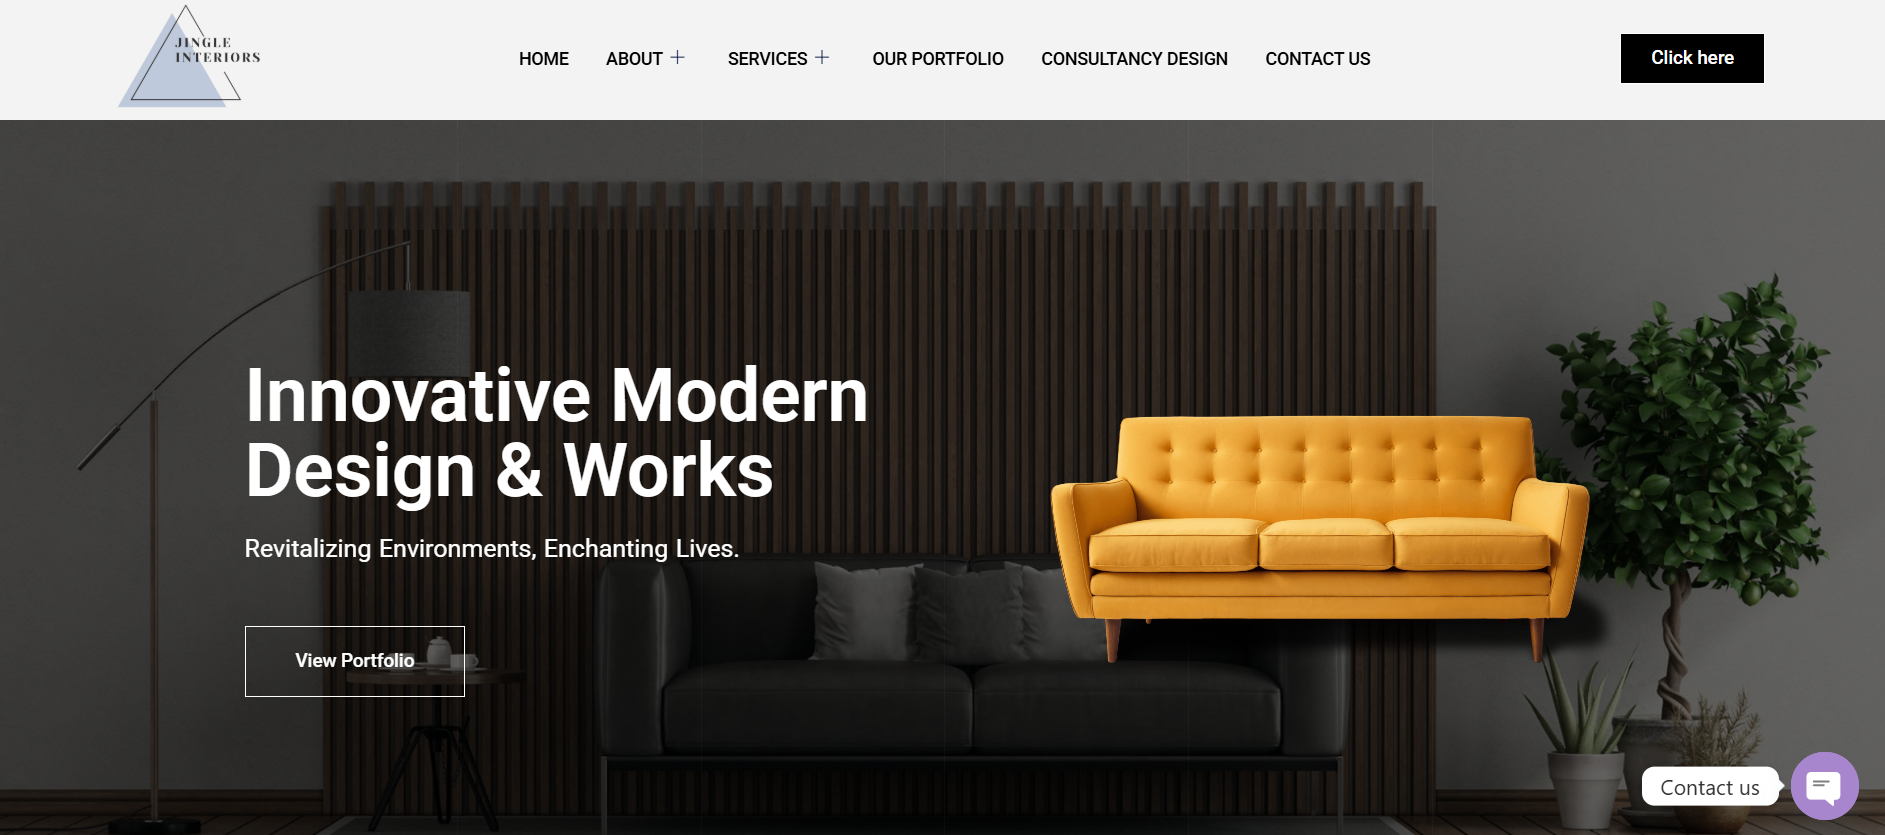 JINGLE
INTERIORS
HOME
ABOUT
SERVICES
OUR PORTFOLIO
CONSULTANCY DESIGN
CONTACT US
Click here
Innovative Modern
Design & Works
Revitalizing Environments, Enchanting Lives.
View Portfolio
Contact us